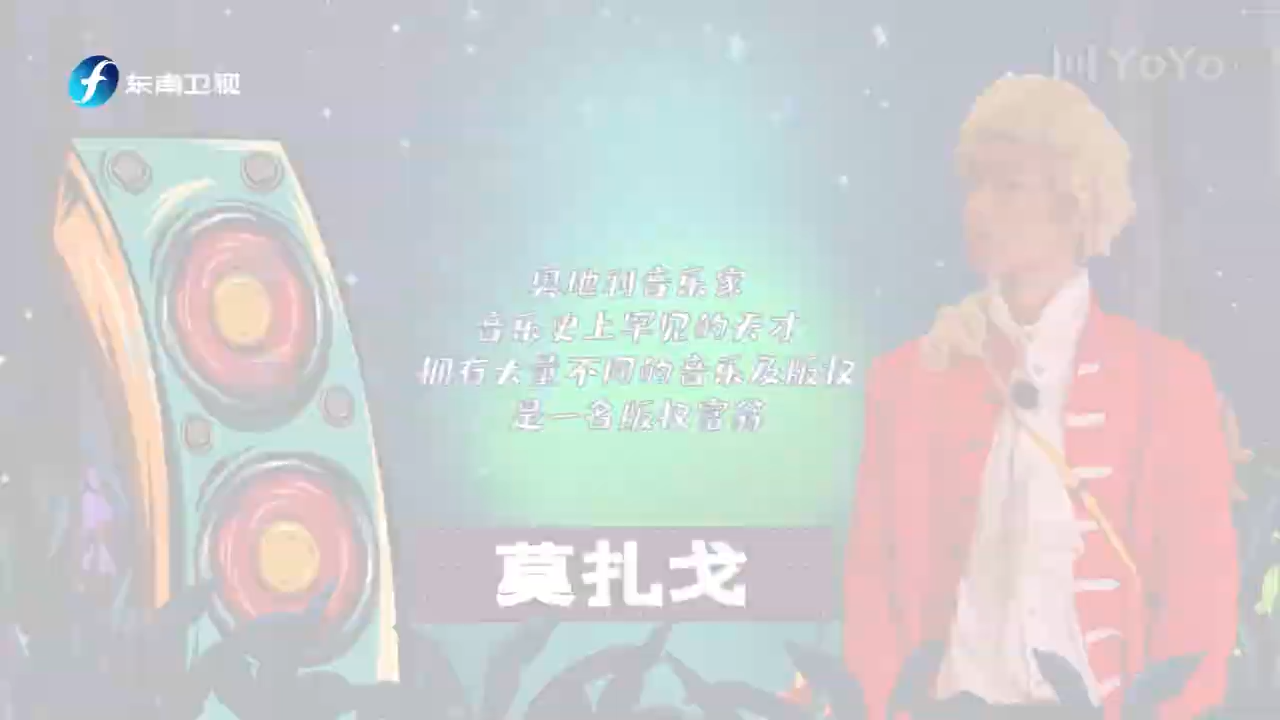 东南卫视
YoYo
奥地利音乐家
音乐史上罕见的天才
拥有大量不同的音乐及版权
是一名版权富翁
莫扎戈